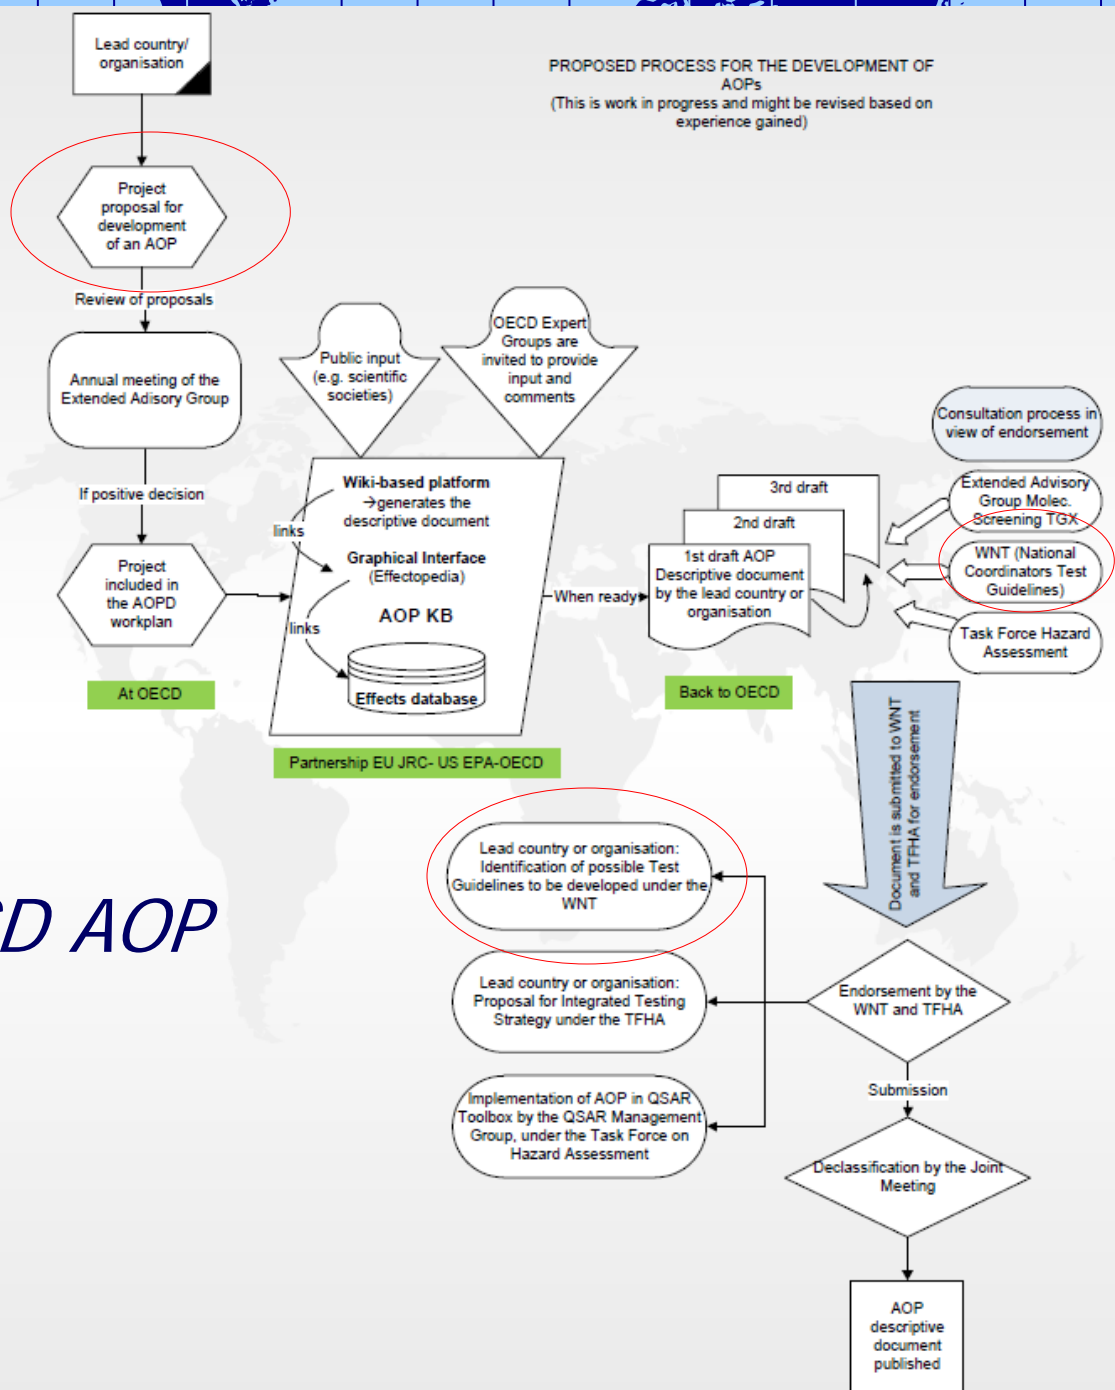 Lead country/
organisation
PROPOSED PROCESS FOR THE DEVELOPMENT OF
AOPs
(This is work in progress and might be revised based on
experience gained)
Project
proposal for
development
of an AOP
Review of proposals
Annual meeting of the
Extended Adisory Group
If positive decision
Project
included in
the AOPD
workplan
At OECD
Public input
(e.g. scientific
societies)
OECD Expert
Groups are
invited to provide
input and
comments
Wiki-based platform
→generates the
descriptive document
links
Graphical Interface
(Effectopedia)
AOP KB
links
Effects database
Partnership EU JRC- US EPA-OECD
When ready
3rd draft
2nd draft
1st draft AOP
Descriptive document
by the lead country or
organisation
Back to OECD
Consultation process in
view of endorsement
Extended Advisory
Group Molec.
Screening TGX
WNT (National
Coordinators Test
Guidelines)
Task Force Hazard
Assessment
Document is submitted to WNT
and TFHA for endorsement
Lead country or organisation:
Identification of possible Test
Guidelines to be developed under the
WNT
CD AOP
Lead country or organisation:
Proposal for Integrated Testing
Strategy under the TFHA
Endorsement by the
WNT and TFHA
Submission
Implementation of AOP in QSAR
Toolbox by the QSAR Management
Group, under the Task Force on
Hazard Assessment
Declassification by the Joint
Meeting
AOP
descriptive
document
published